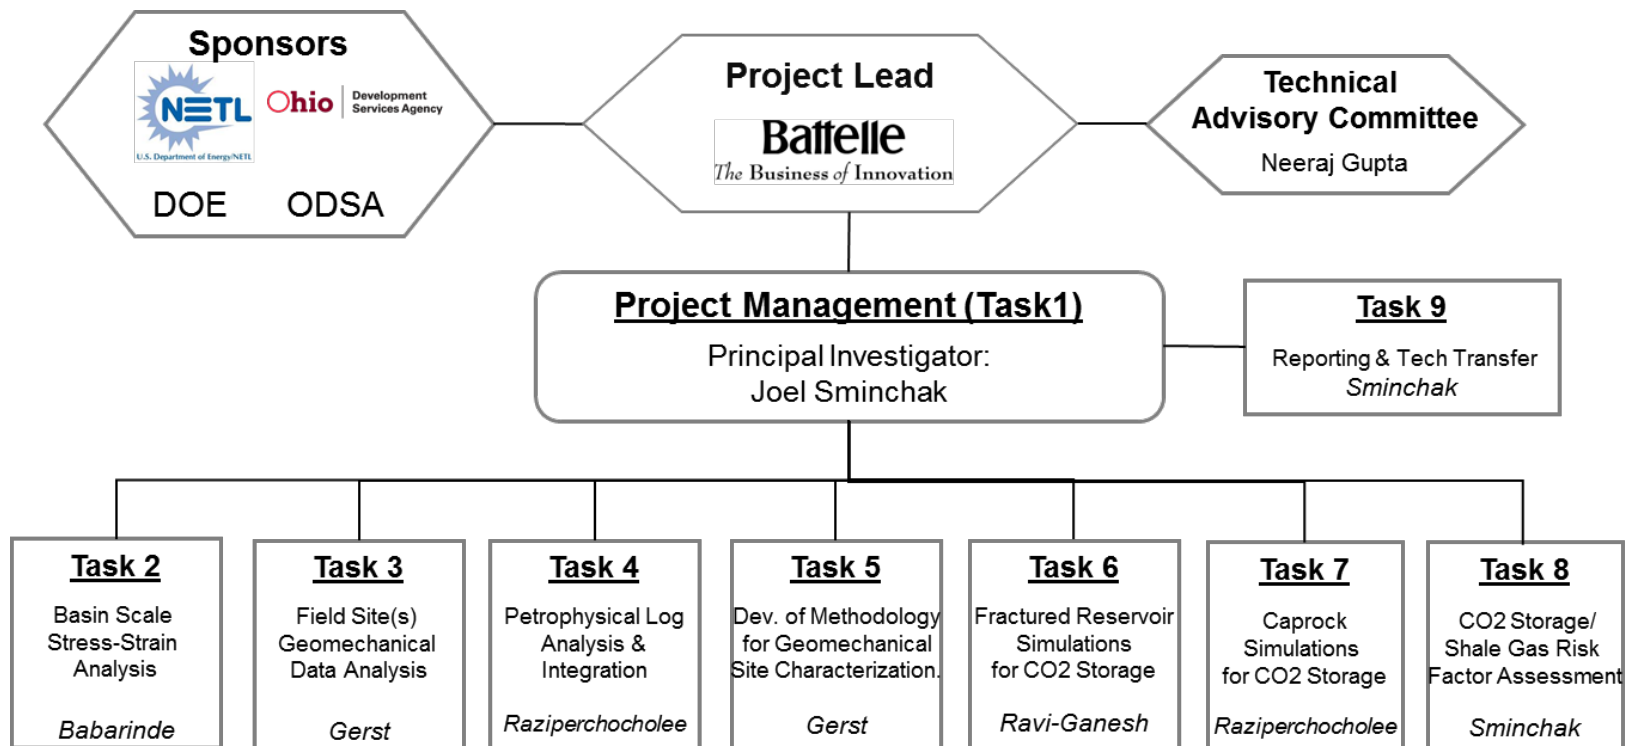 Sponsors
NETL
U.S. Department of Energy/NETL
Ohio
Development
Services Agency
DOE
ODSA
Project Lead
Battelle
The Business of Innovation
Technical
Advisory Committee
Neeraj Gupta
Project Management (Task1)
Principal Investigator:
Joel Sminchak
Task 9
Reporting & Tech Transfer
Sminchak
Task 2
Basin Scale
Stress-Strain
Analysis
Babarinde
Task 3
Field Site(s)
Geomechanical
Data Analysis
Gerst
Task 4
Petrophysical Log
Analysis &
Integration
Raziperchocholee
Task 5
Dev. of Methodology
for Geomechanical
Site Characterization.
Gerst
Task 6
Fractured Reservoir
Simulations
for CO2 Storage
Ravi-Ganesh
Task 7
Caprock
Simulations
for CO2 Storage
Raziperchocholee
Task 8
CO2 Storage/
Shale Gas Risk
Factor Assessment
Sminchak